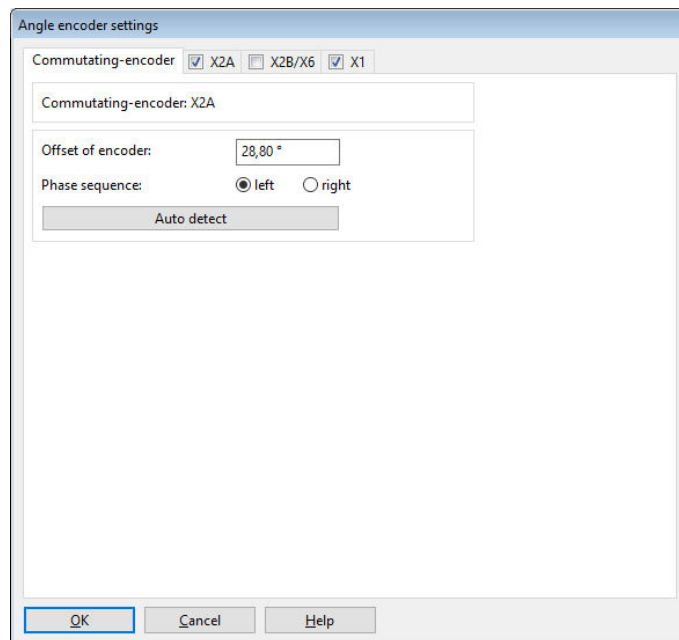 Angle encoder settings
Commutating-encoder X2A X2B/X6 X1
Commutating-encoder: X2A
Offset of encoder: 28,80 °
Phase sequence: left right
Auto detect
OK Cancel Help